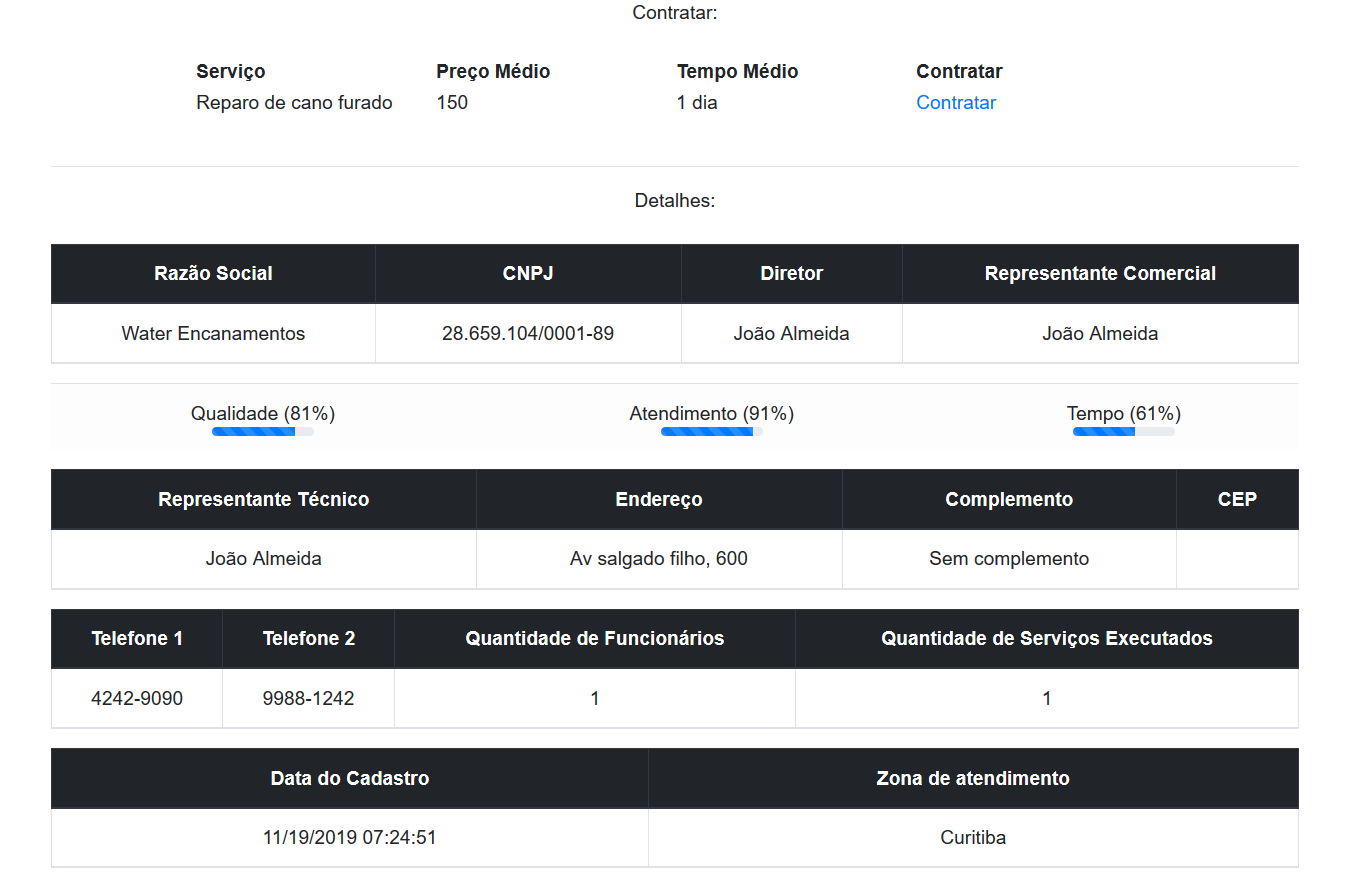 Contratar:
Serviço Preço Médio Tempo Médio Contratar
Reparo de cano furado 150 1 dia Contratar
Detalhes:
Razão Social CNPJ Diretor Representante Comercial
Water Encanamentos 28.659.104/0001-89 João Almeida João Almeida
Qualidade (81%) Atendimento (91%) Tempo (61%)
Representante Técnico Endereço Complemento CEP
João Almeida Av salgado filho, 600 Sem complemento
Telefone 1 Telefone 2 Quantidade de Funcionários Quantidade de Serviços Executados
4242-9090 9988-1242 1 1
Data do Cadastro Zona de atendimento
11/19/2019 07:24:51 Curitiba